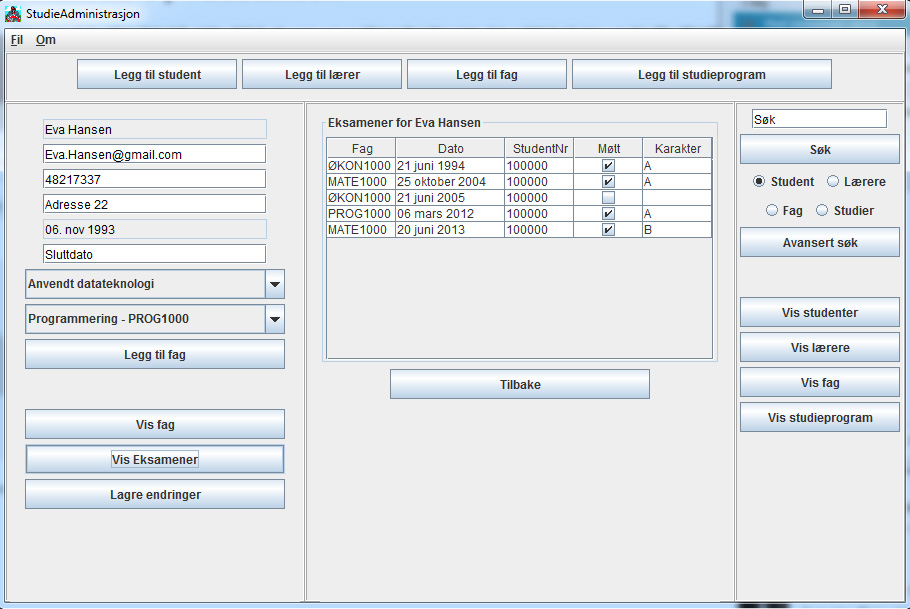 StudieAdministrasjon
Fil Om
Legg til student Legg til lærer Legg til fag Legg til studieprogram
Eva Hansen
Eva.Hansen@gmail.com
48217337
Adresse 22
06. nov 1993
Sluttdato
Anvendt datateknologi
Programmering - PROG1000
Legg til fag
Vis fag
Vis Eksamener
Lagre endringer
Eksamener for Eva Hansen
Fag Dato StudentNr Møtt Karakter
ØKON1000 21 juni 1994 100000 A
MATE1000 25 oktober 2004 100000 A
ØKON1000 21 juni 2005 100000
PROG1000 06 mars 2012 100000 A
MATE1000 20 juni 2013 100000 B
Tilbake
Søk
Søk
Student Lærere
Fag Studier
Avansert søk
Vis studenter
Vis lærere
Vis fag
Vis studieprogram